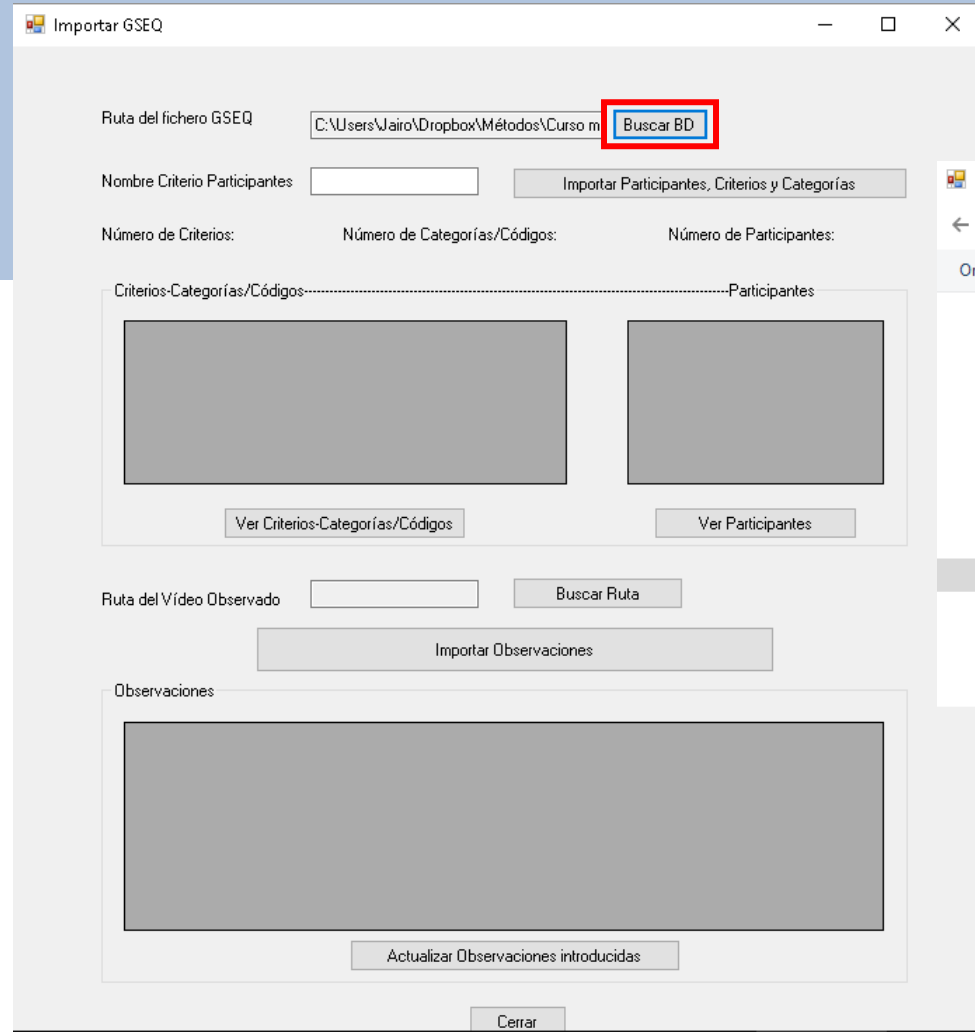 Importar GSEQ
Ruta del fichero GSEQ C:\Users\Jairo\Dropbox\Métodos\Curso m Buscar BD
Nombre Criterio Participantes Importar Participantes, Criterios y Categorías
Número de Criterios: Número de Categorías/Códigos: Número de Participantes:
Criterios-Categorías/Códigos-----------------------------------------------------------------------------------------------------Participantes
Ver Criterios-Categorías/Códigos Ver Participantes
Ruta del Vídeo Observado Buscar Ruta
Importar Observaciones
Observaciones
Actualizar Observaciones introducidas
Cerrar